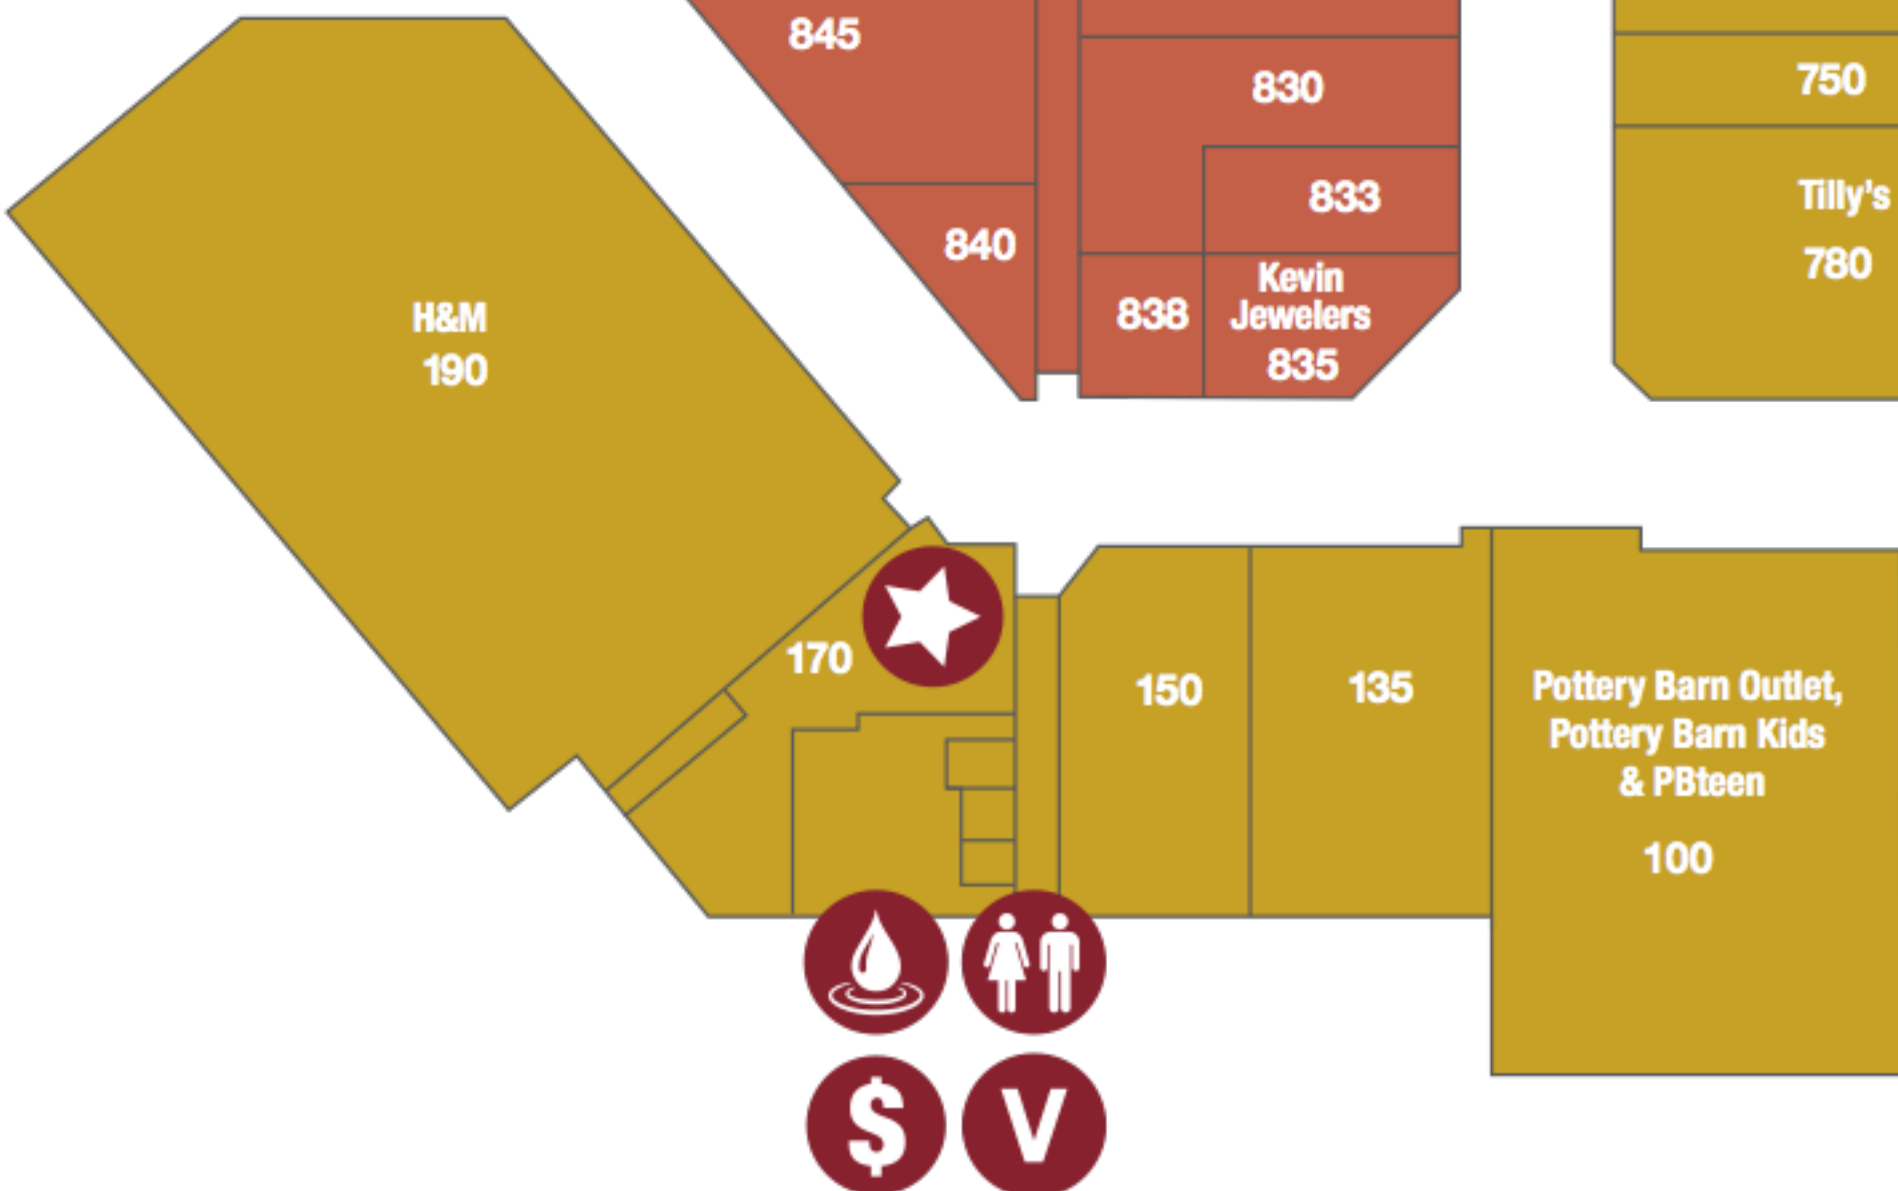 845
830
750
833
Tilly's
780
840
Kevin
Jewelers
835
838
H&M
190
170
150
135
Pottery Barn Outlet,
Pottery Barn Kids
& PBteen
100
$
V